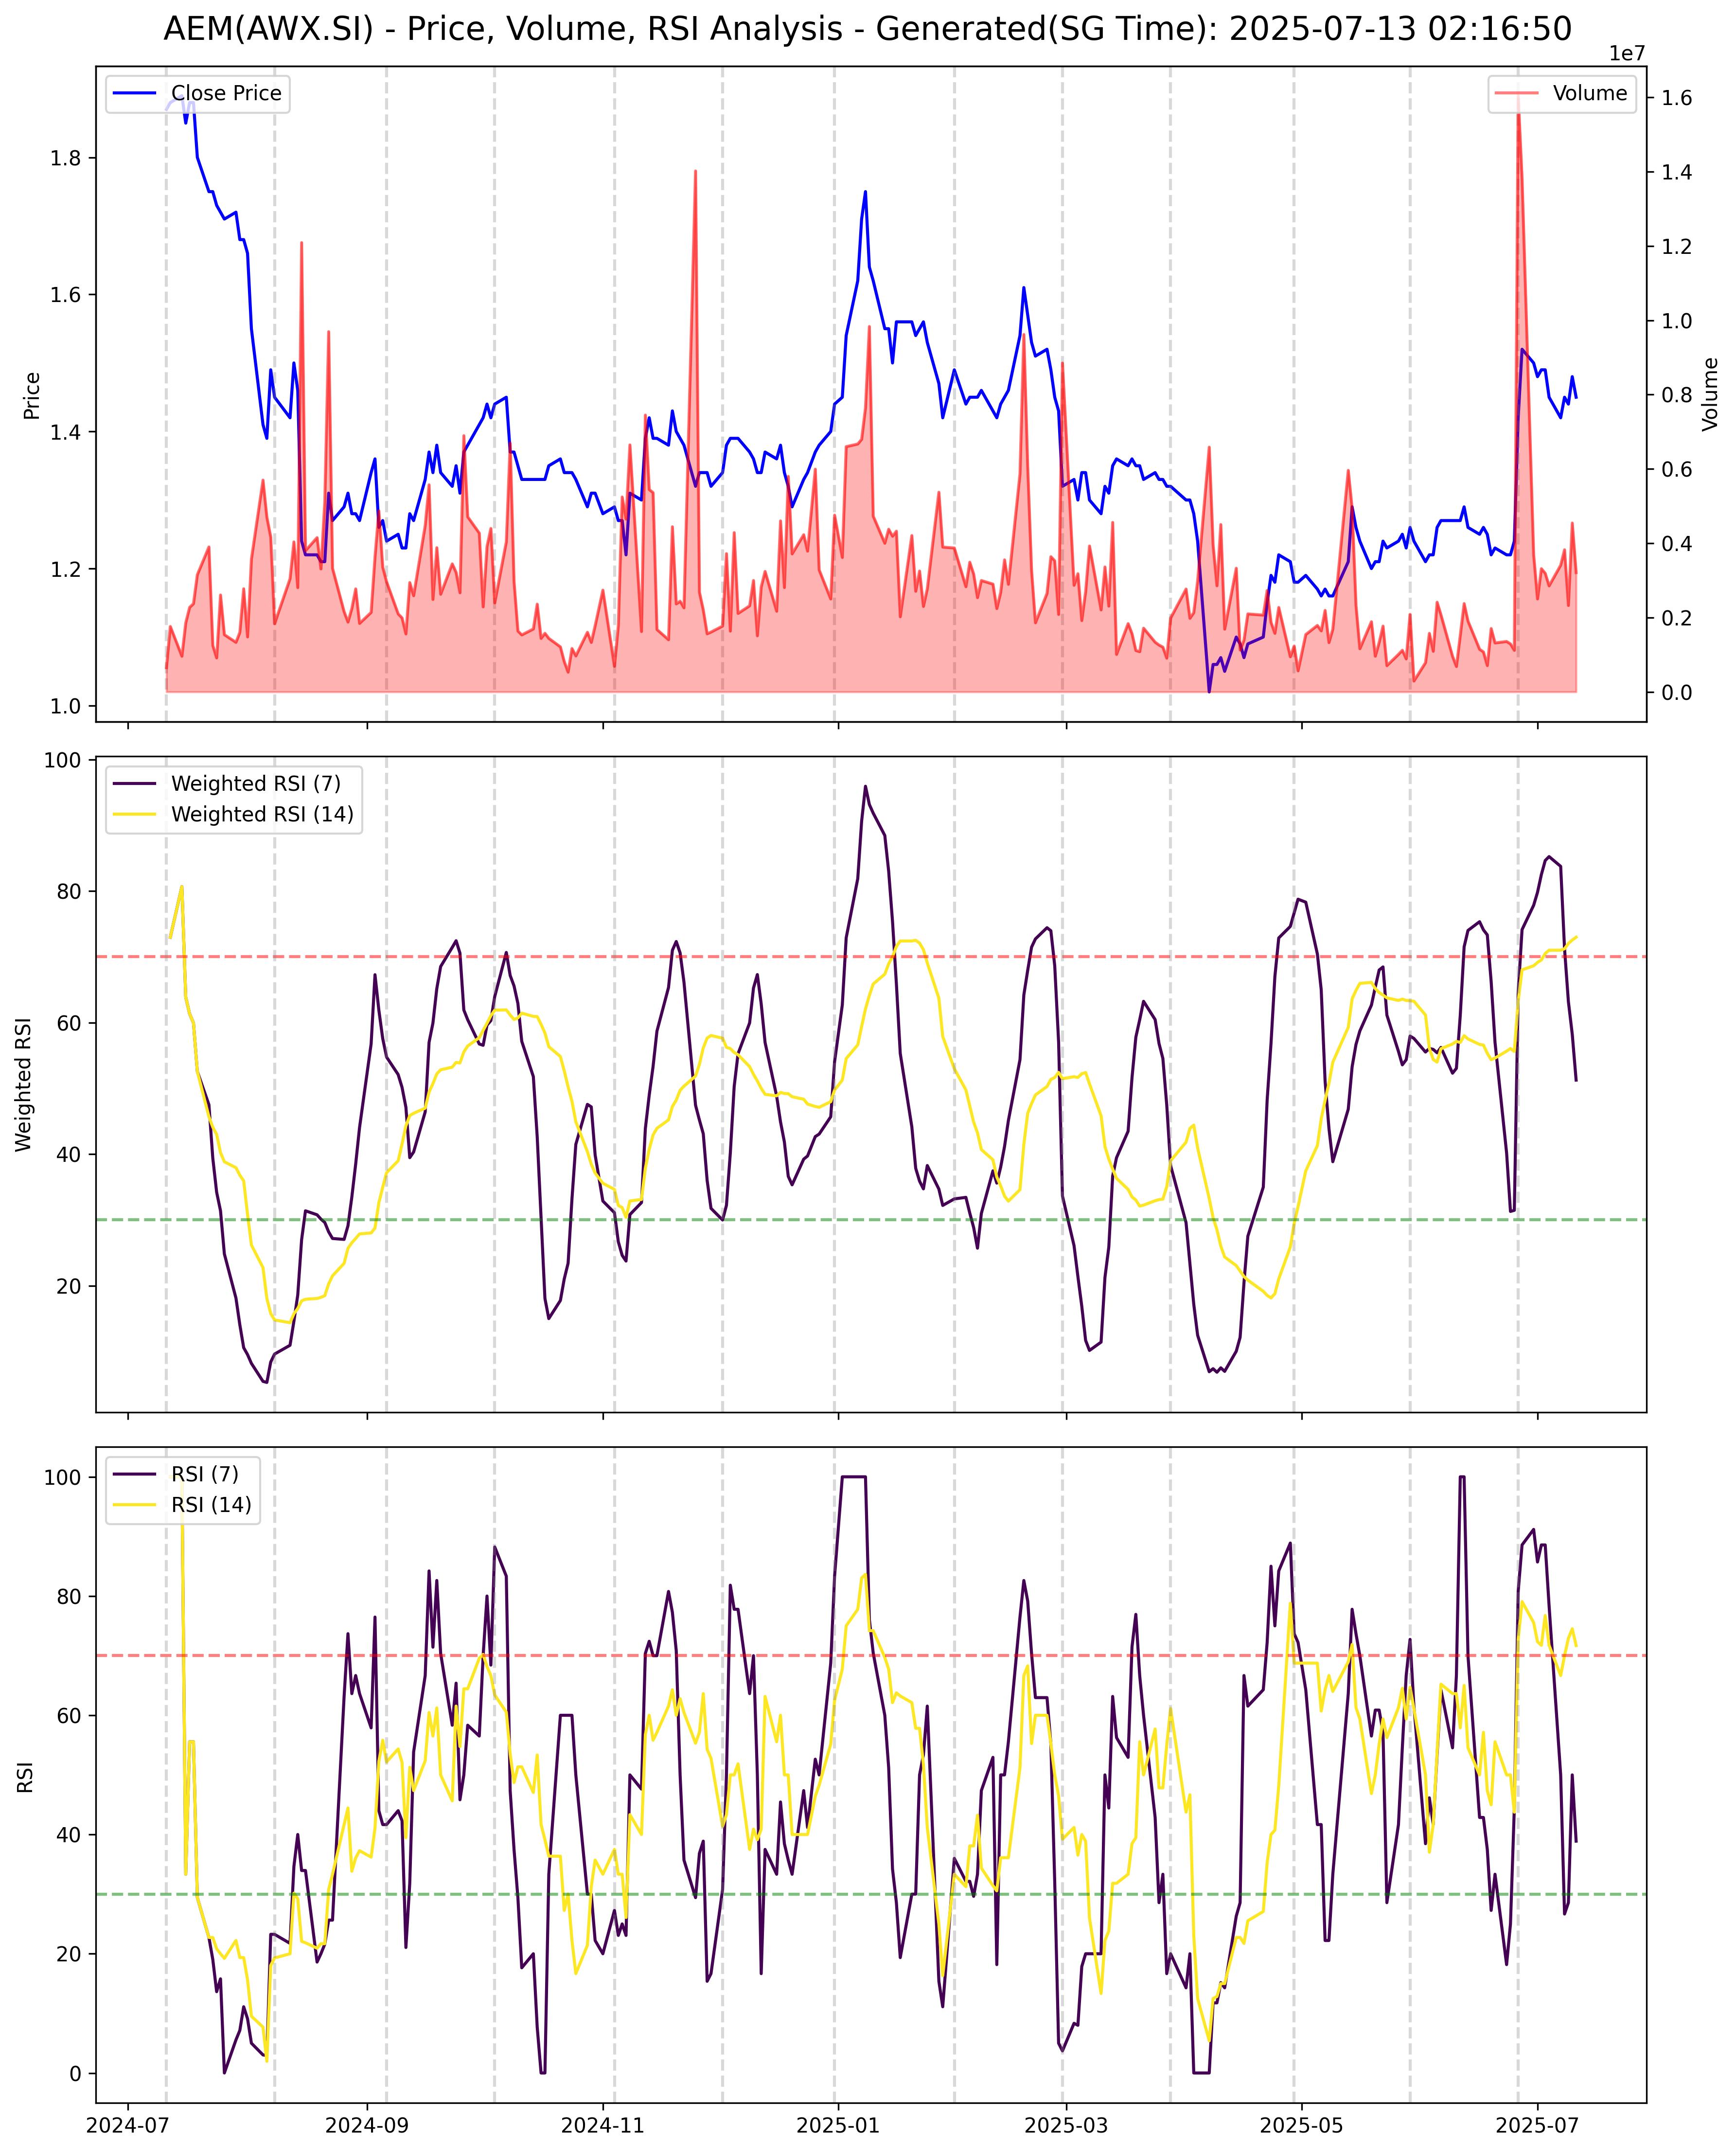 AEM(AWX.SI) - Price, Volume, RSI Analysis - Generated(SG Time): 2025-07-13 02:16:50
1e7
Close Price
Volume
1.8
1.6
1.4
1.2
1.0
Price
1.6
1.4
1.2
1.0
0.8
0.6
0.4
0.2
0.0
Volume
Weighted RSI (7)
Weighted RSI (14)
100
80
60
40
20
Weighted RSI
RSI (7)
RSI (14)
100
80
60
40
20
0
RSI
2024-07
2024-09
2024-11
2025-01
2025-03
2025-05
2025-07